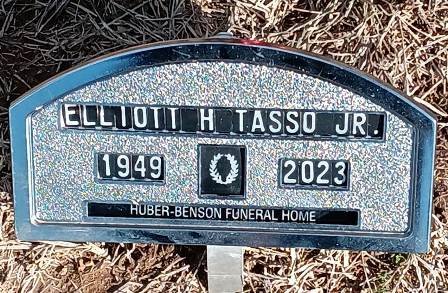 ELLIOTT H TASSO JR.
1949 2023
HUBER-BENSON FUNERAL HOME